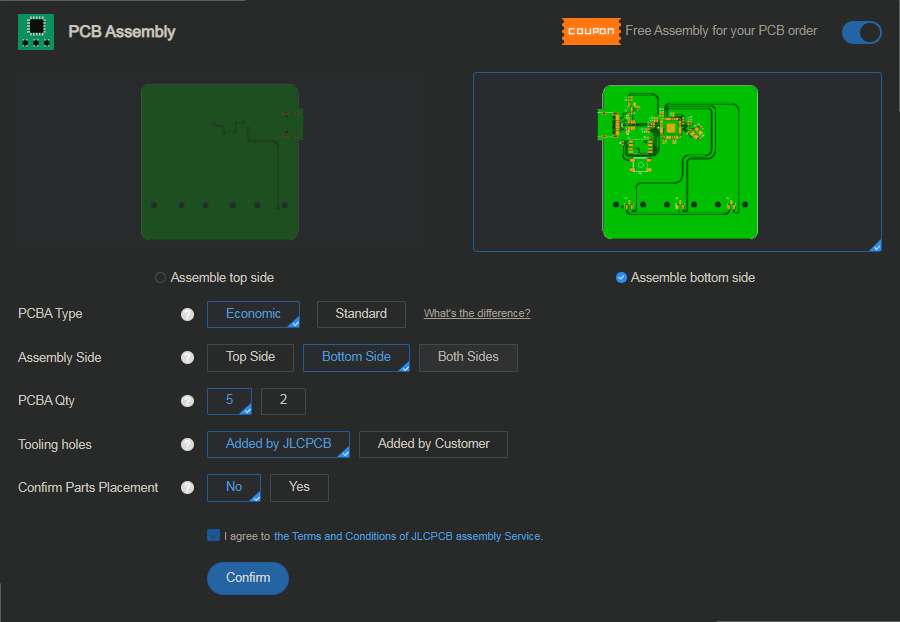 PCB Assembly
COUPON Free Assembly for your PCB order
Assemble top side
Assemble bottom side
PCBA Type ? Economic Standard What's the difference?
Assembly Side ? Top Side Bottom Side Both Sides
PCBA Qty ? 5 2
Tooling holes ? Added by JLCPCB Added by Customer
Confirm Parts Placement ? No Yes
I agree to the Terms and Conditions of JLCPCB assembly Service.
Confirm